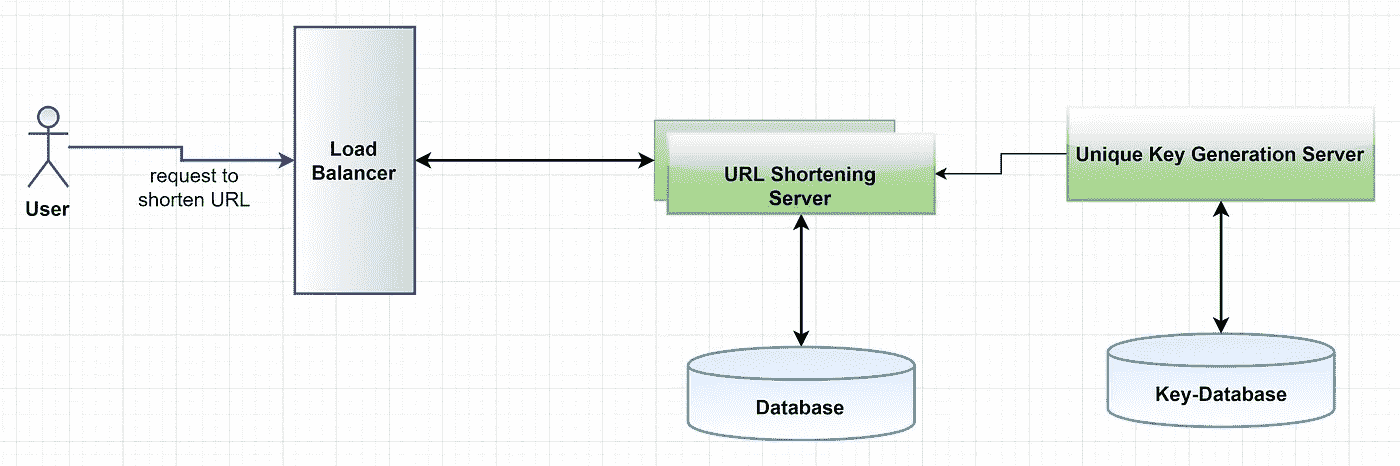 User
request to
shorten URL
Load
Balancer
URL Shortening
Server
Unique Key Generation Server
Database
Key-Database